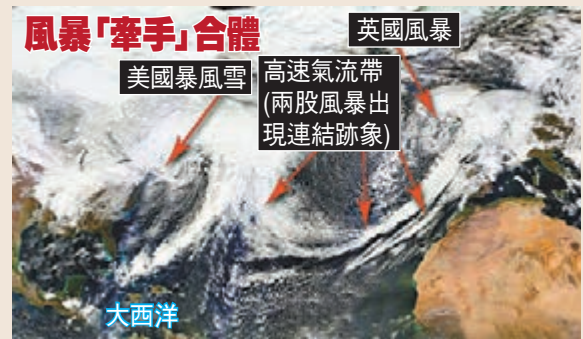 風暴「牽手」合體
英國風暴
美國暴風雪
高速氣流帶
(兩股風暴出
現連結跡象)
大西洋